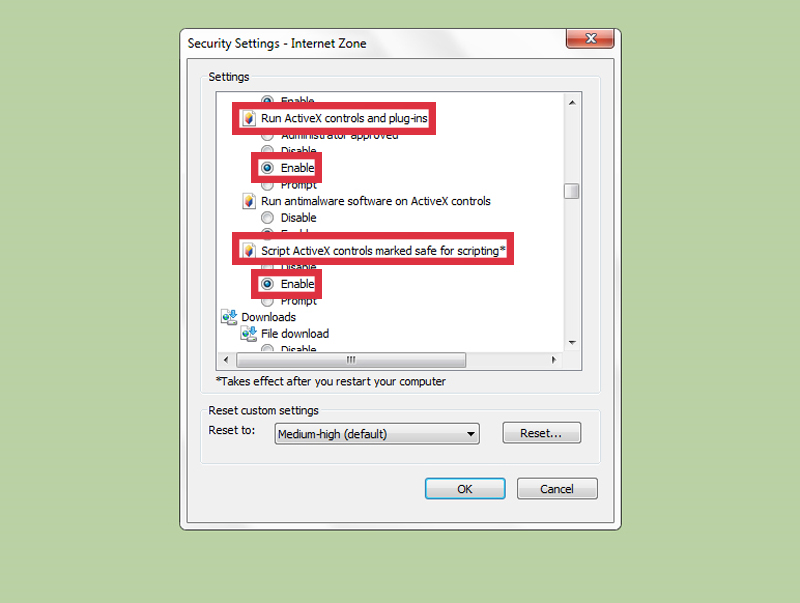 Security Settings - Internet Zone
Settings
Enable
Run ActiveX controls and plug-ins
Administrator approved
Disable
Enable
Prompt
Run antimalware software on ActiveX controls
Disable
Enable
Script ActiveX controls marked safe for scripting*
Disable
Enable
Prompt
Downloads
File download
Disable
*Takes effect after you restart your computer
Reset custom settings
Reset to:
Medium-high (default)
Reset...
OK
Cancel